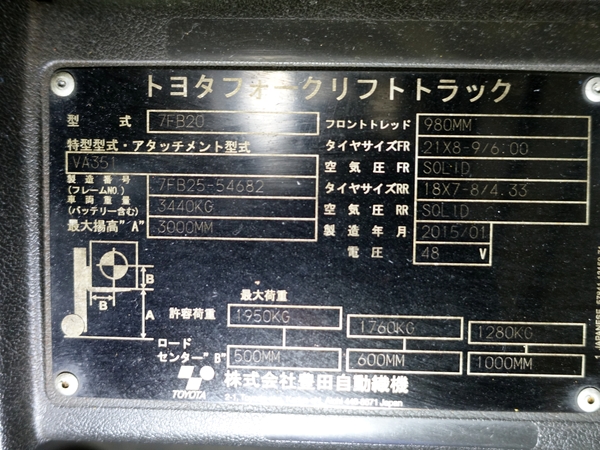 トヨタフォークリフトトラック
型式 7FB20
特型型式・アタッチメント型式
VA351
製造番号(フレームNO.) 7FB25-54682
車両重量(バッテリー含む) 3440KG
最大揚高"A" 3000MM
フロントトレッド 980MM
タイヤサイズFR 21X8-9/6.00
空気圧FR SOLID
タイヤサイズRR 18X7-8/4.33
空気圧RR SOLID
製造年月 2015/01
電圧 48 V
B
B
A
最大荷重
許容荷重 1950KG 1760KG 1280KG
ロードセンター"B" 500MM 600MM 1000MM
TOYOTA
株式会社豊田自動織機